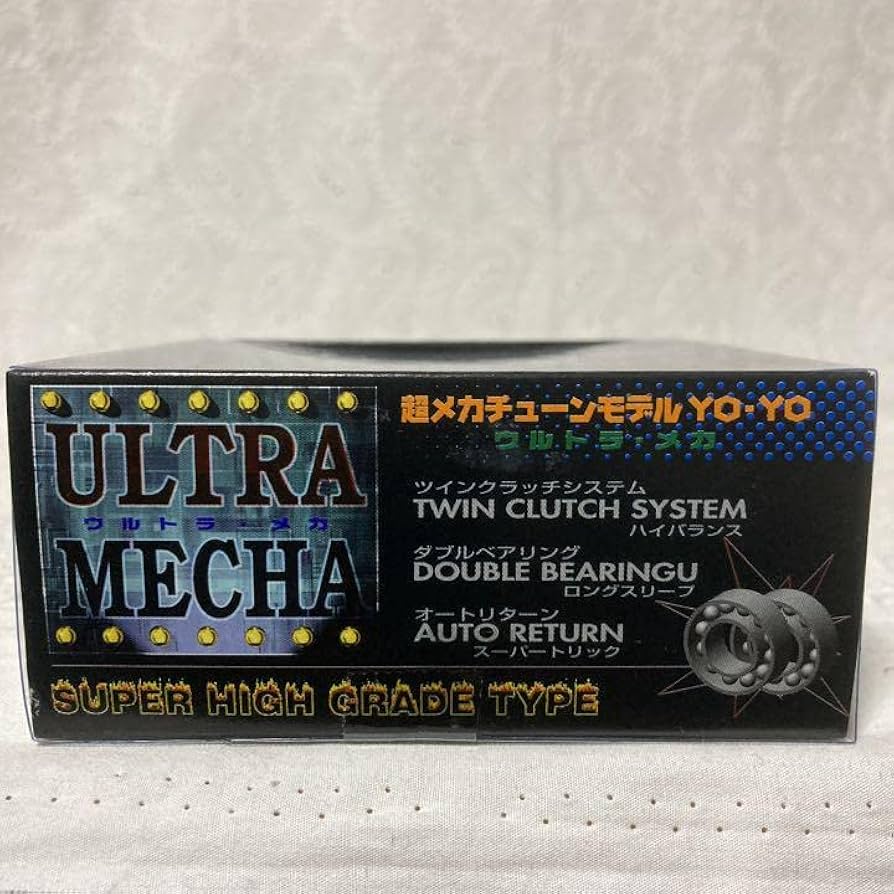 ULTRA
ウルトラ・メカ
MECHA
超メカチューンモデル YO-YO
ウルトラ・メカ
ツインクラッチシステム
TWIN CLUTCH SYSTEM
ハイバランス
ダブルベアリング
DOUBLE BEARINGU
ロングスリープ
オートリターン
AUTO RETURN
スーパートリック
SUPER HIGH GRADE TYPE